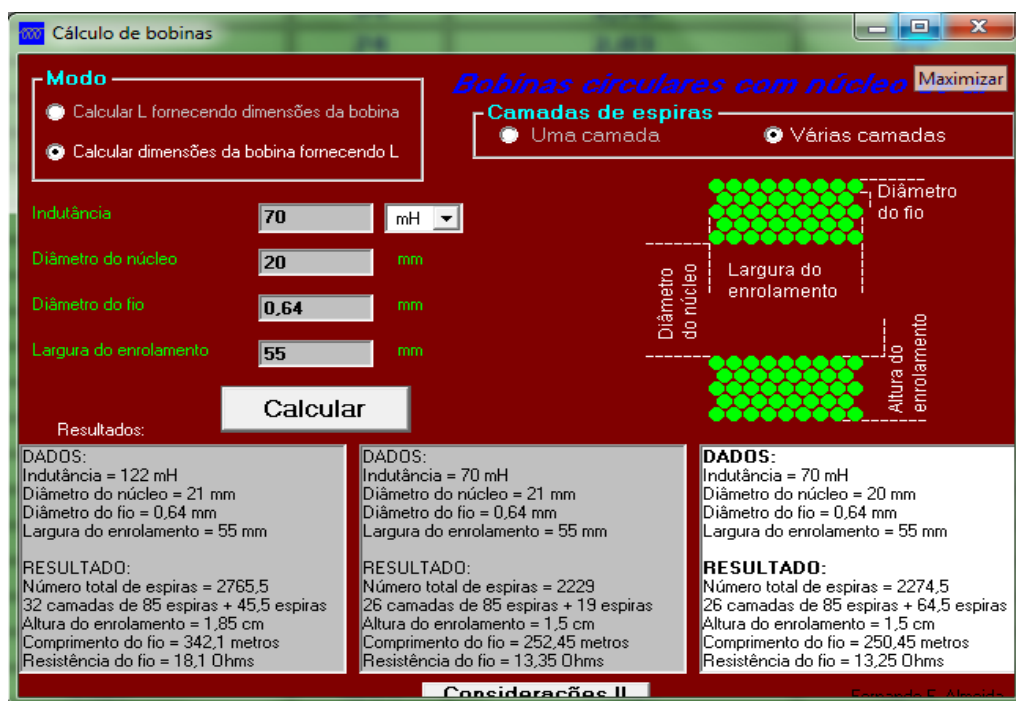 Cálculo de bobinas
Modo
Calcular L fornecendo dimensões da bobina
Calcular dimensões da bobina fornecendo L
Bobinas circulares com núcleo
Maximizar
Camadas de espiras
Uma camada
Várias camadas
Indutância
70
mH
Diâmetro do núcleo
20
mm
Diâmetro do fio
0,64
mm
Largura do enrolamento
55
mm
Calcular
Diâmetro
do fio
Largura do
enrolamento
Diâmetro
do núcleo
Altura do
enrolamento
Resultados:
DADOS:
Indutância = 122 mH
Diâmetro do núcleo = 21 mm
Diâmetro do fio = 0,64 mm
Largura do enrolamento = 55 mm
RESULTADO:
Número total de espiras = 2765,5
32 camadas de 85 espiras + 45,5 espiras
Altura do enrolamento = 1,85 cm
Comprimento do fio = 342,1 metros
Resistência do fio = 18,1 Ohms
DADOS:
Indutância = 70 mH
Diâmetro do núcleo = 21 mm
Diâmetro do fio = 0,64 mm
Largura do enrolamento = 55 mm
RESULTADO:
Número total de espiras = 2229
26 camadas de 85 espiras + 19 espiras
Altura do enrolamento = 1,5 cm
Comprimento do fio = 252,45 metros
Resistência do fio = 13,35 Ohms
DADOS:
Indutância = 70 mH
Diâmetro do núcleo = 20 mm
Diâmetro do fio = 0,64 mm
Largura do enrolamento = 55 mm
RESULTADO:
Número total de espiras = 2274,5
26 camadas de 85 espiras + 64,5 espiras
Altura do enrolamento = 1,5 cm
Comprimento do fio = 250,45 metros
Resistência do fio = 13,25 Ohms
Considerações II
Fernando F. Almeida